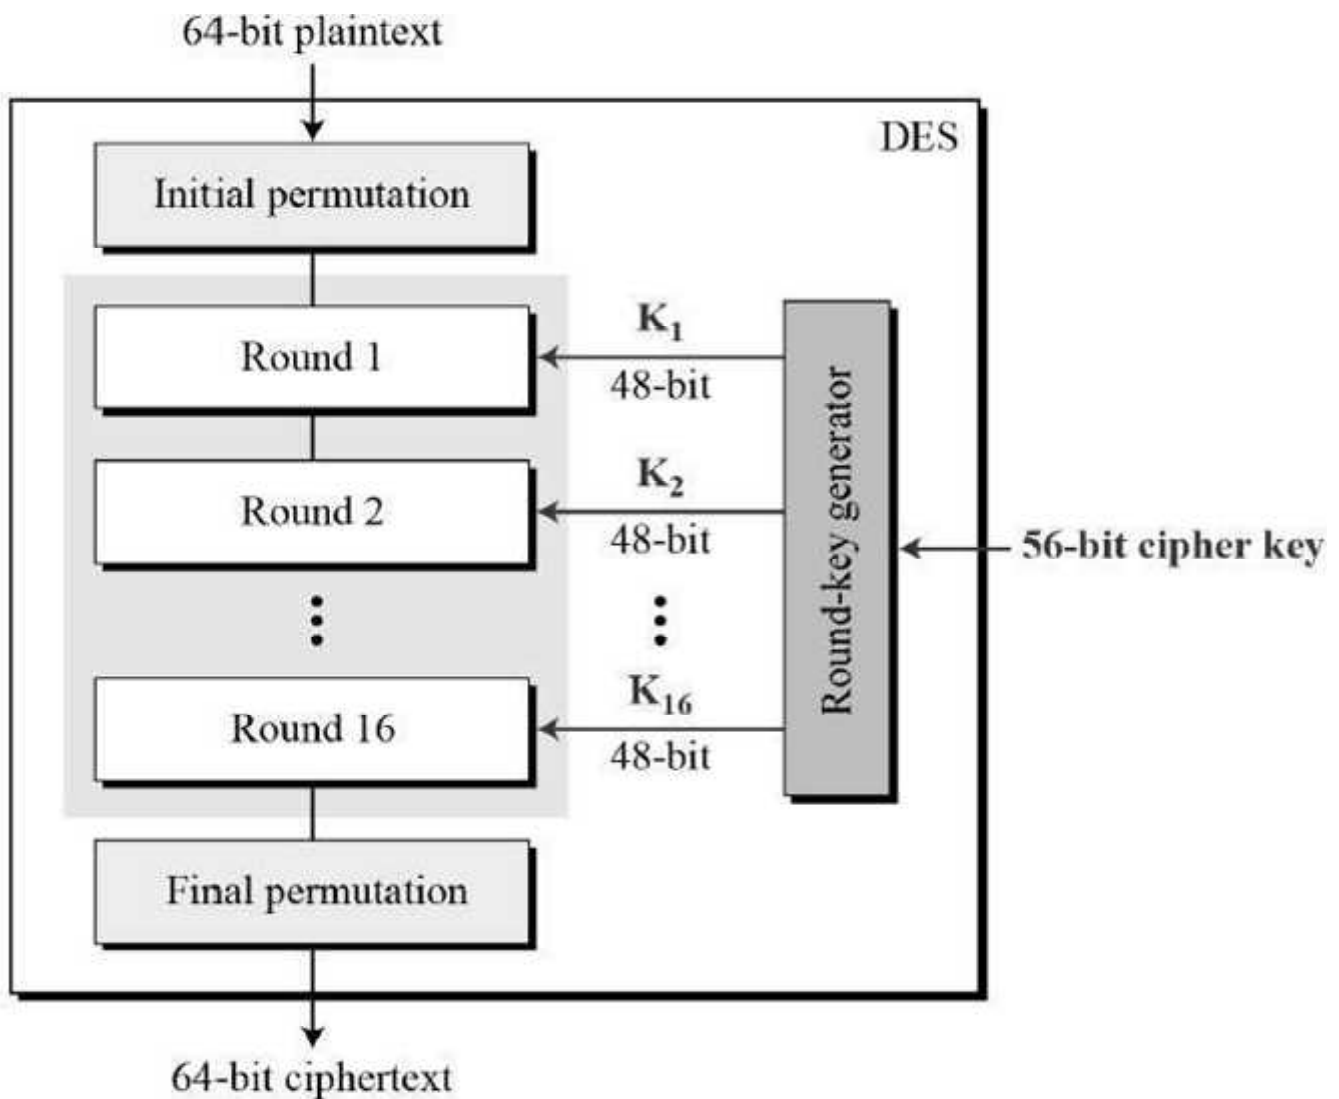 64-bit plaintext
DES
Initial permutation
K₁
Round 1
48-bit
K₂
Round 2
48-bit
Round-key generator
56-bit cipher key
K₁₆
Round 16
48-bit
Final permutation
64-bit ciphertext